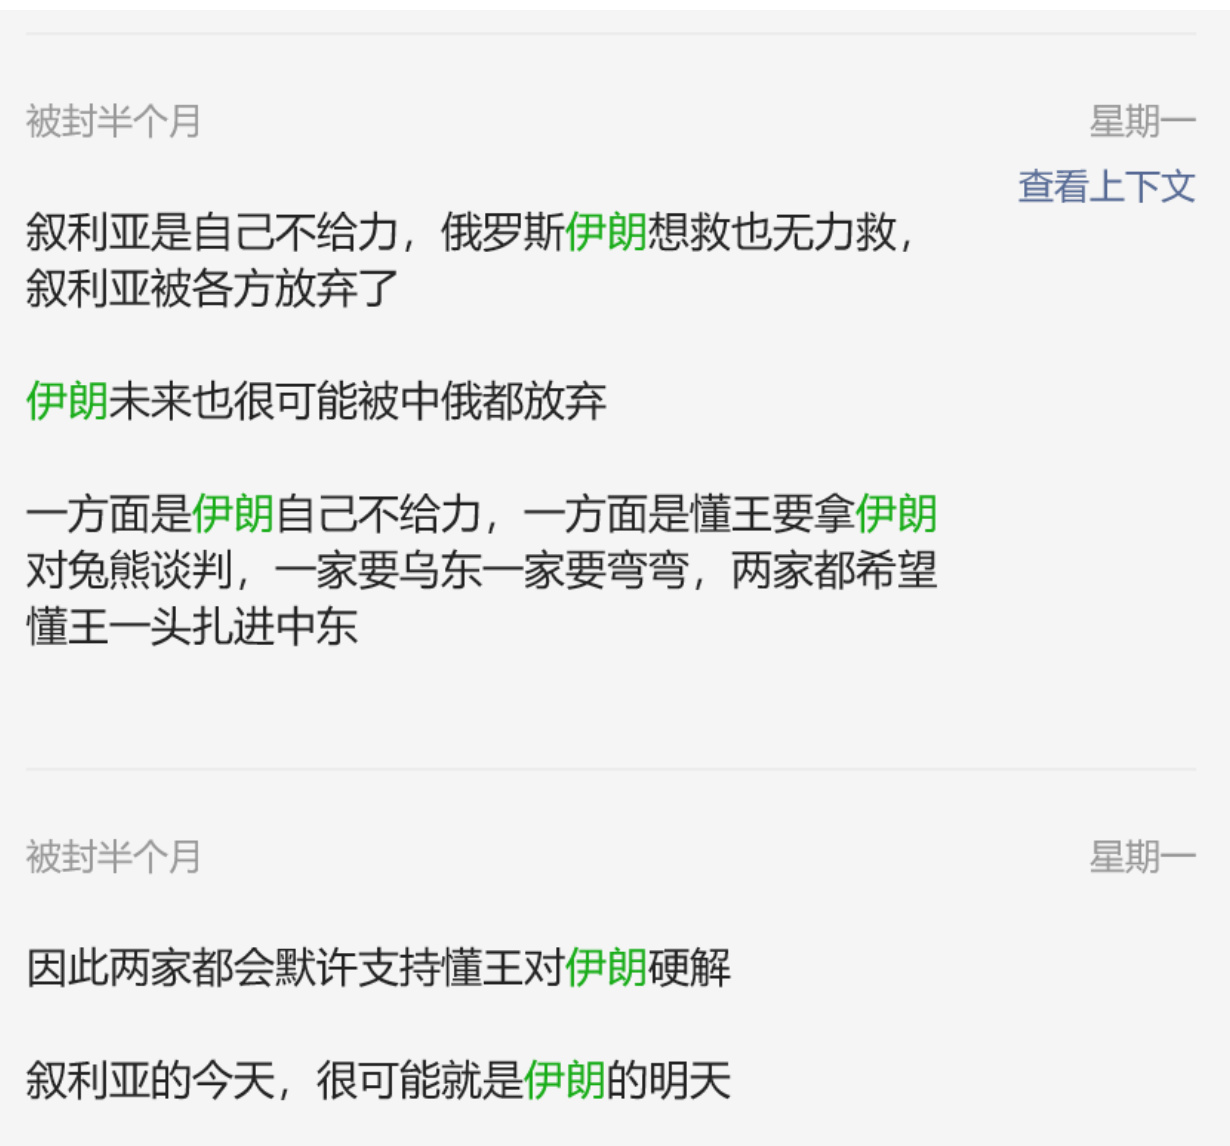 被封半个月
星期一
查看上下文
叙利亚是自己不给力，俄罗斯伊朗想救也无力救，
叙利亚被各方放弃了
伊朗未来也很可能被中俄都放弃
一方面是伊朗自己不给力，一方面是懂王要拿伊朗
对兔熊谈判，一家要乌东一家要弯弯，两家都希望
懂王一头扎进中东
被封半个月
星期一
因此两家都会默许支持懂王对伊朗硬解
叙利亚的今天，很可能就是伊朗的明天